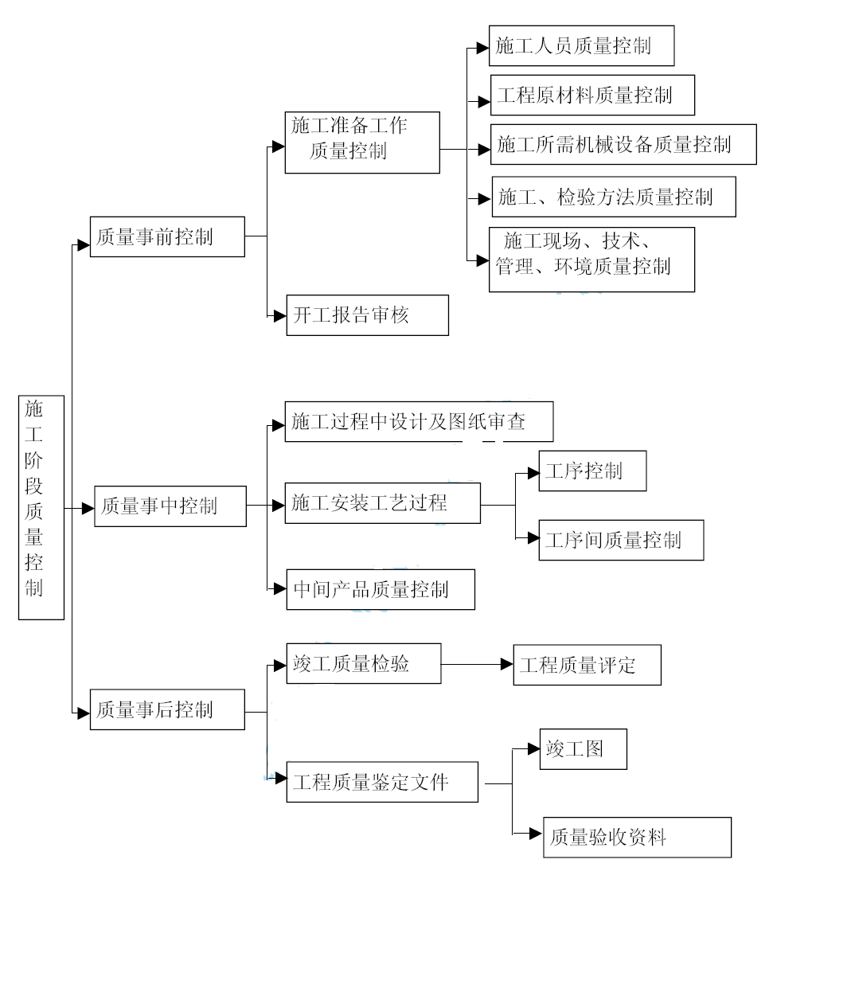 施工人员质量控制
工程原材料质量控制
施工准备工作
质量控制
施工所需机械设备质量控制
施工、检验方法质量控制
质量事前控制
施工现场、技术、
管理、环境质量控制
开工报告审核
施
工
阶
段
质
量
控
制
施工过程中设计及图纸审查
工序控制
质量事中控制
施工安装工艺过程
工序间质量控制
中间产品质量控制
竣工质量检验
工程质量评定
质量事后控制
竣工图
工程质量鉴定文件
质量验收资料